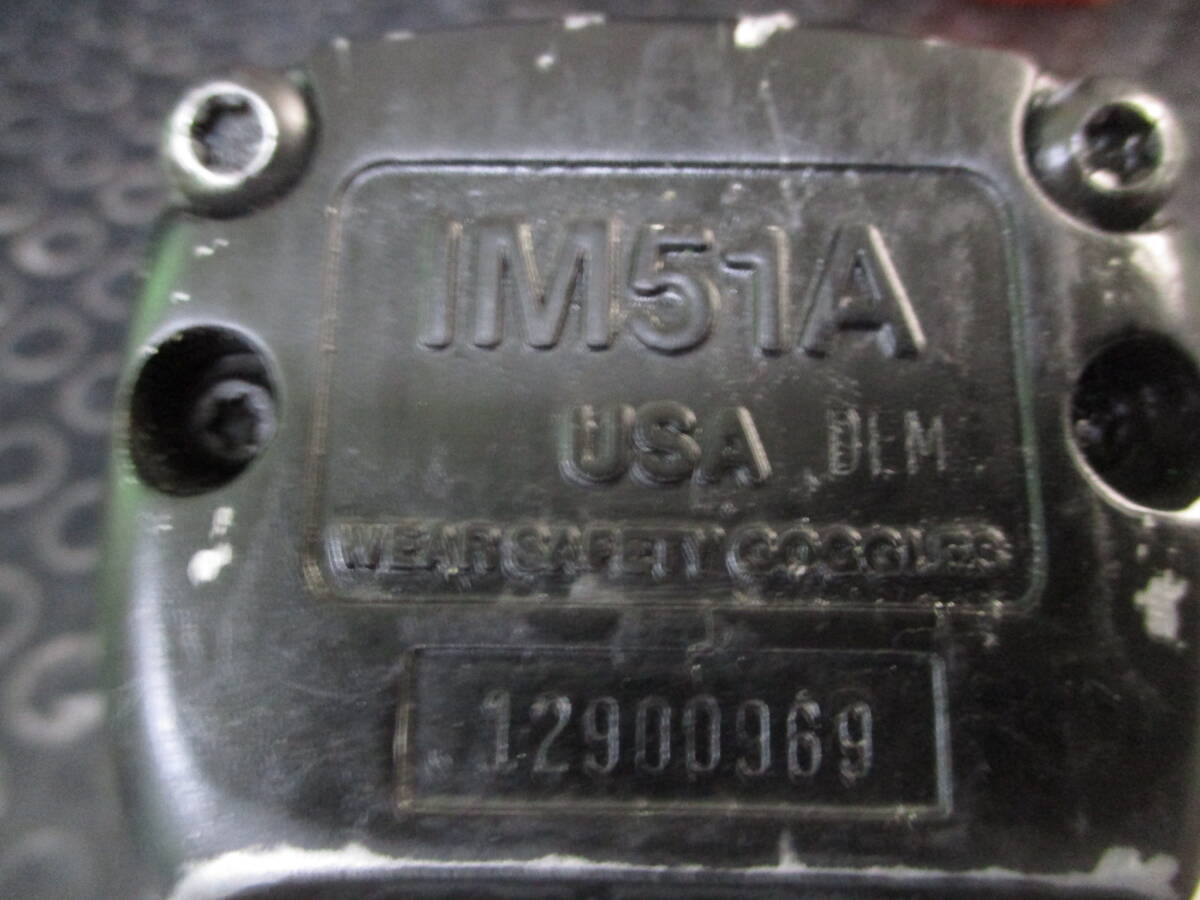 IM51A
USA DLM
WEAR SAFETY GOGGLES
12900969